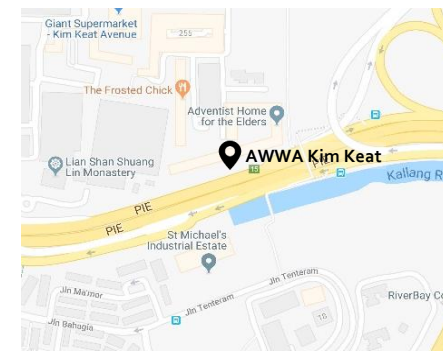 Giant Supermarket
- Kim Keat Avenue
255
The Frosted Chick
Adventist Home
for the Elders
AWWA Kim Keat
PIE
15
Lian Shan Shuang
Lin Monastery
Kallang R
PIE
PIE
St Michael's
Industrial Estate
Jln Tenteram
Jln Ma'mor
Jln Tenteram
RiverBay Co
Jln Bahagia
18